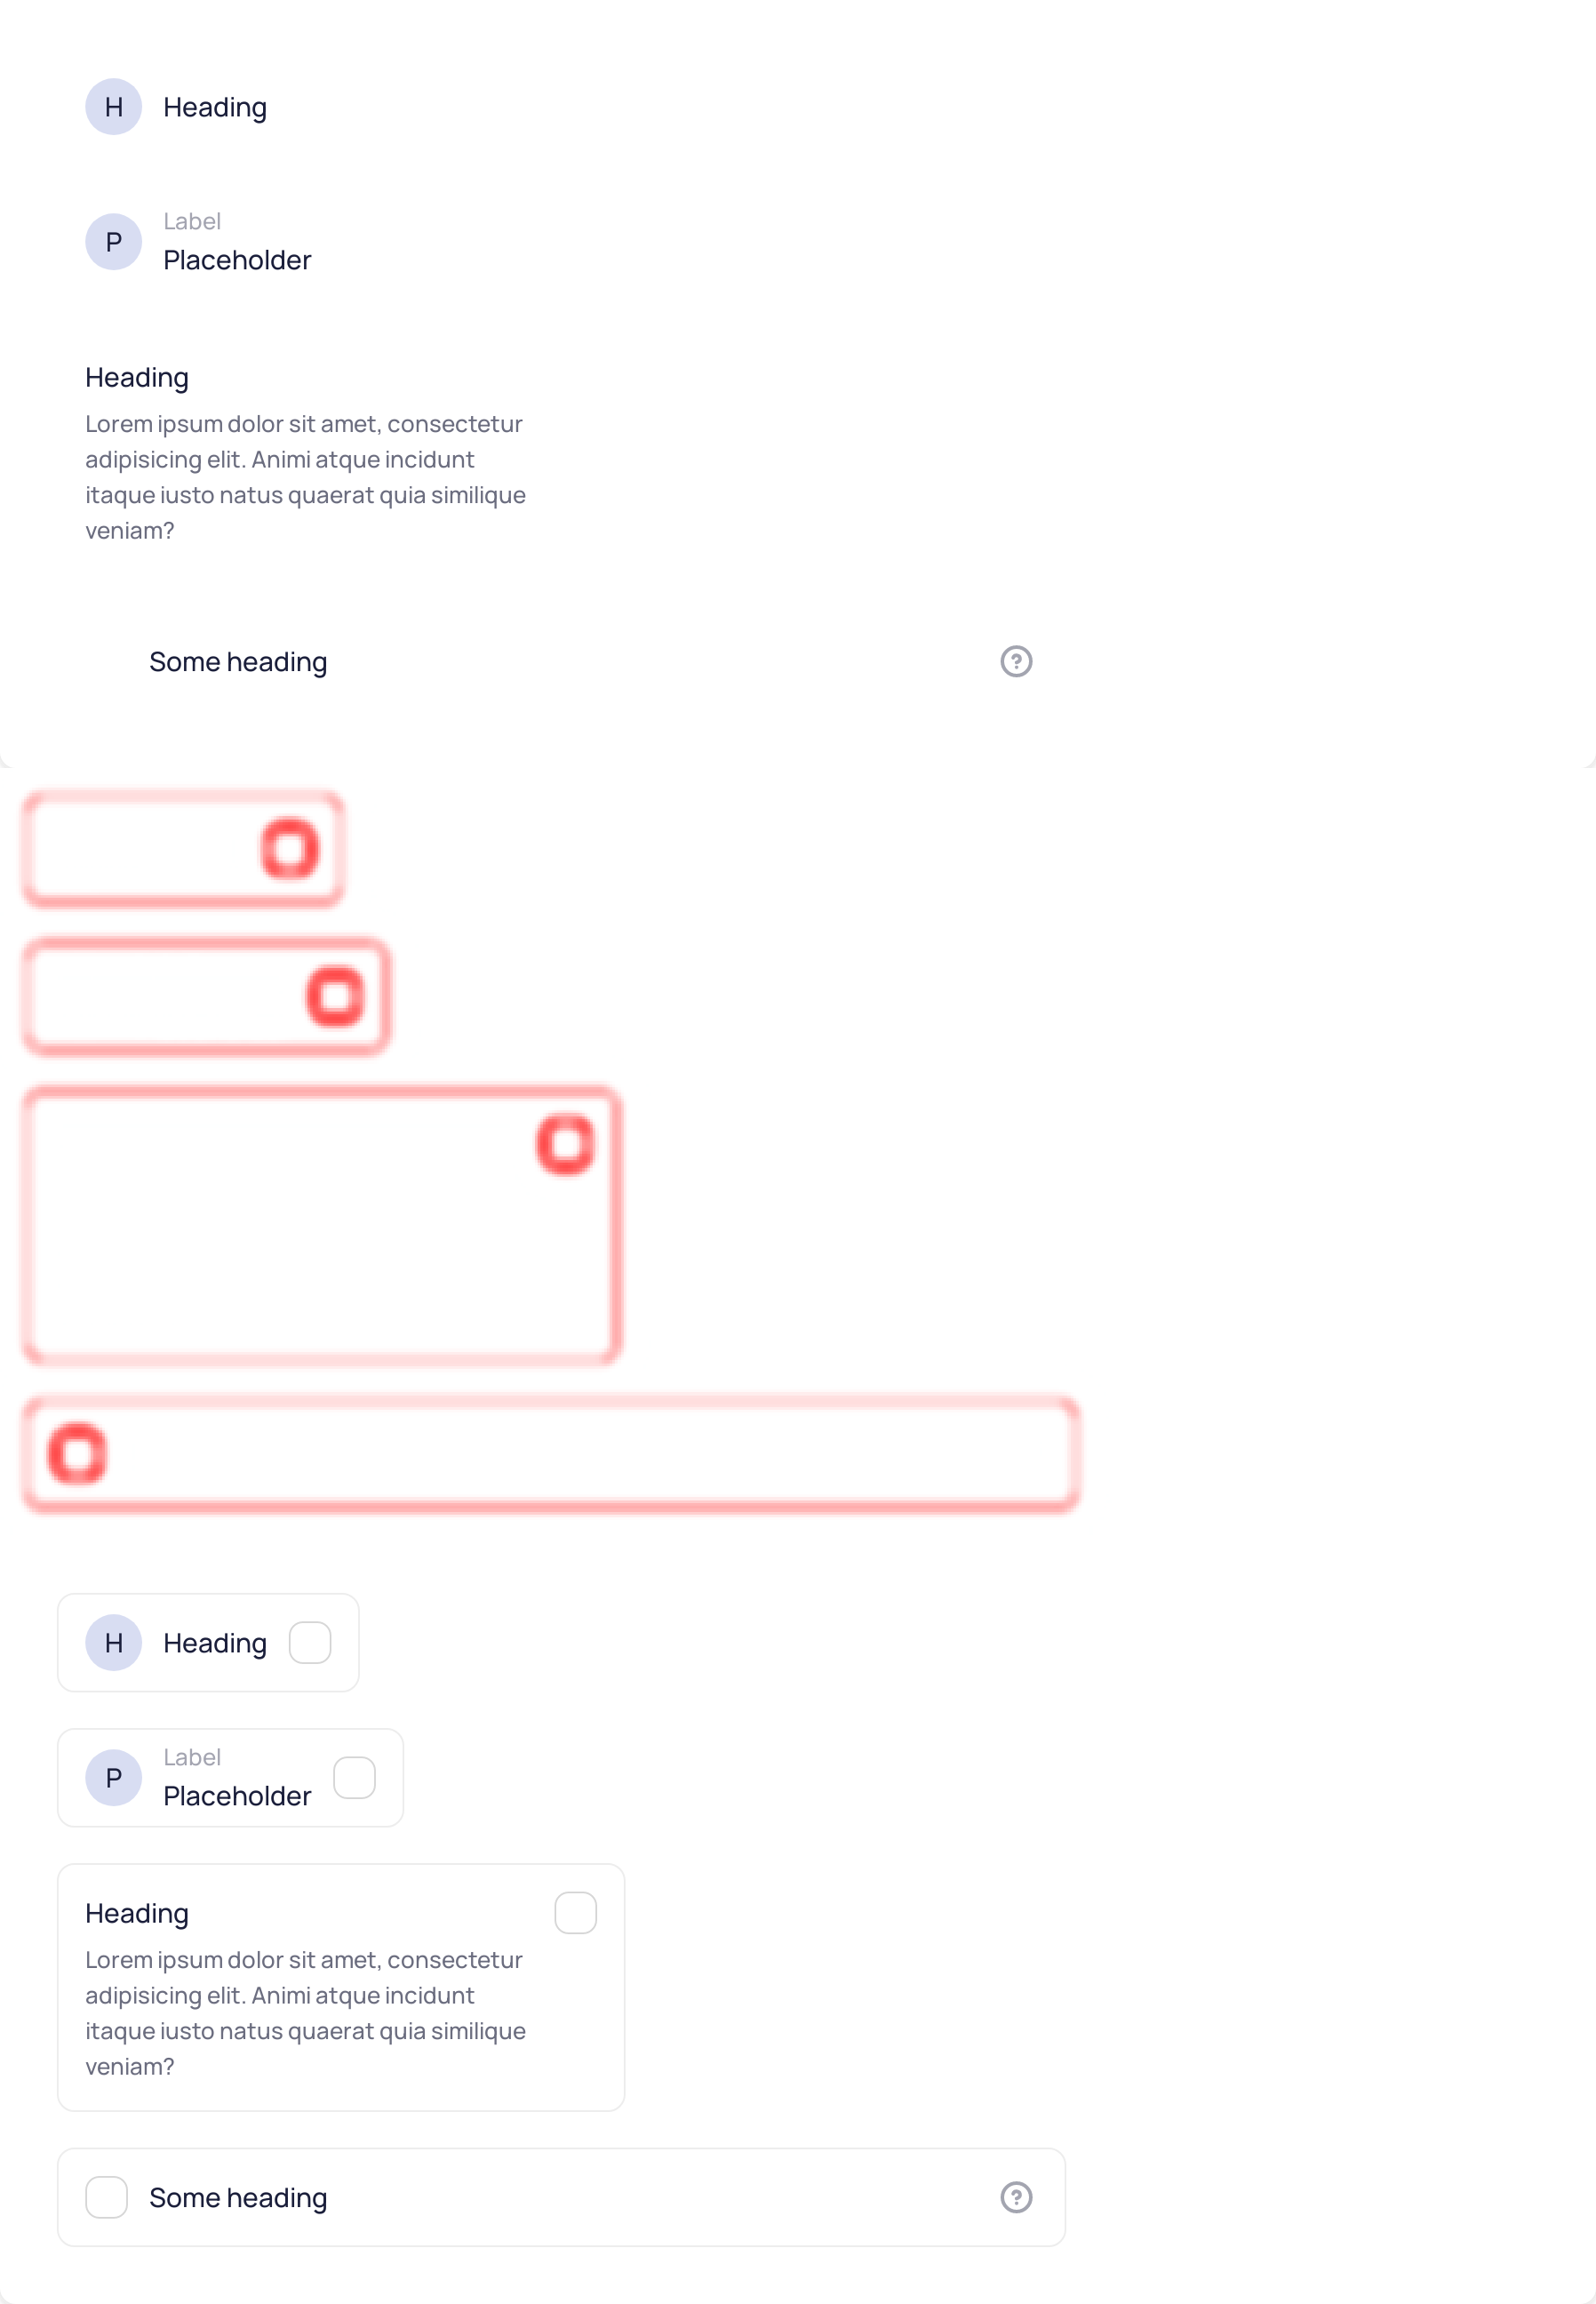 H Heading
Label
P Placeholder
Heading
Lorem ipsum dolor sit amet, consectetur
adipisicing elit. Animi atque incidunt
itaque iusto natus quaerat quia similique
veniam?
Some heading ?
H Heading
Label
P Placeholder
Heading
Lorem ipsum dolor sit amet, consectetur
adipisicing elit. Animi atque incidunt
itaque iusto natus quaerat quia similique
veniam?
Some heading ?